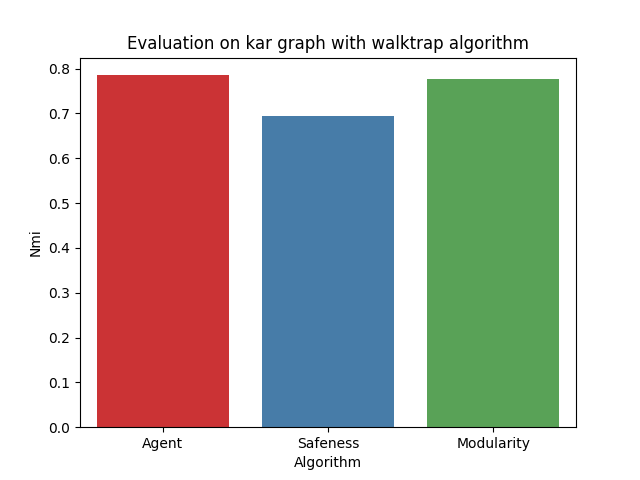 Evaluation on kar graph with walktrap algorithm
0.8
0.7
0.6
0.5
0.4
0.3
0.2
0.1
0.0
Nmi
Agent
Safeness
Modularity
Algorithm